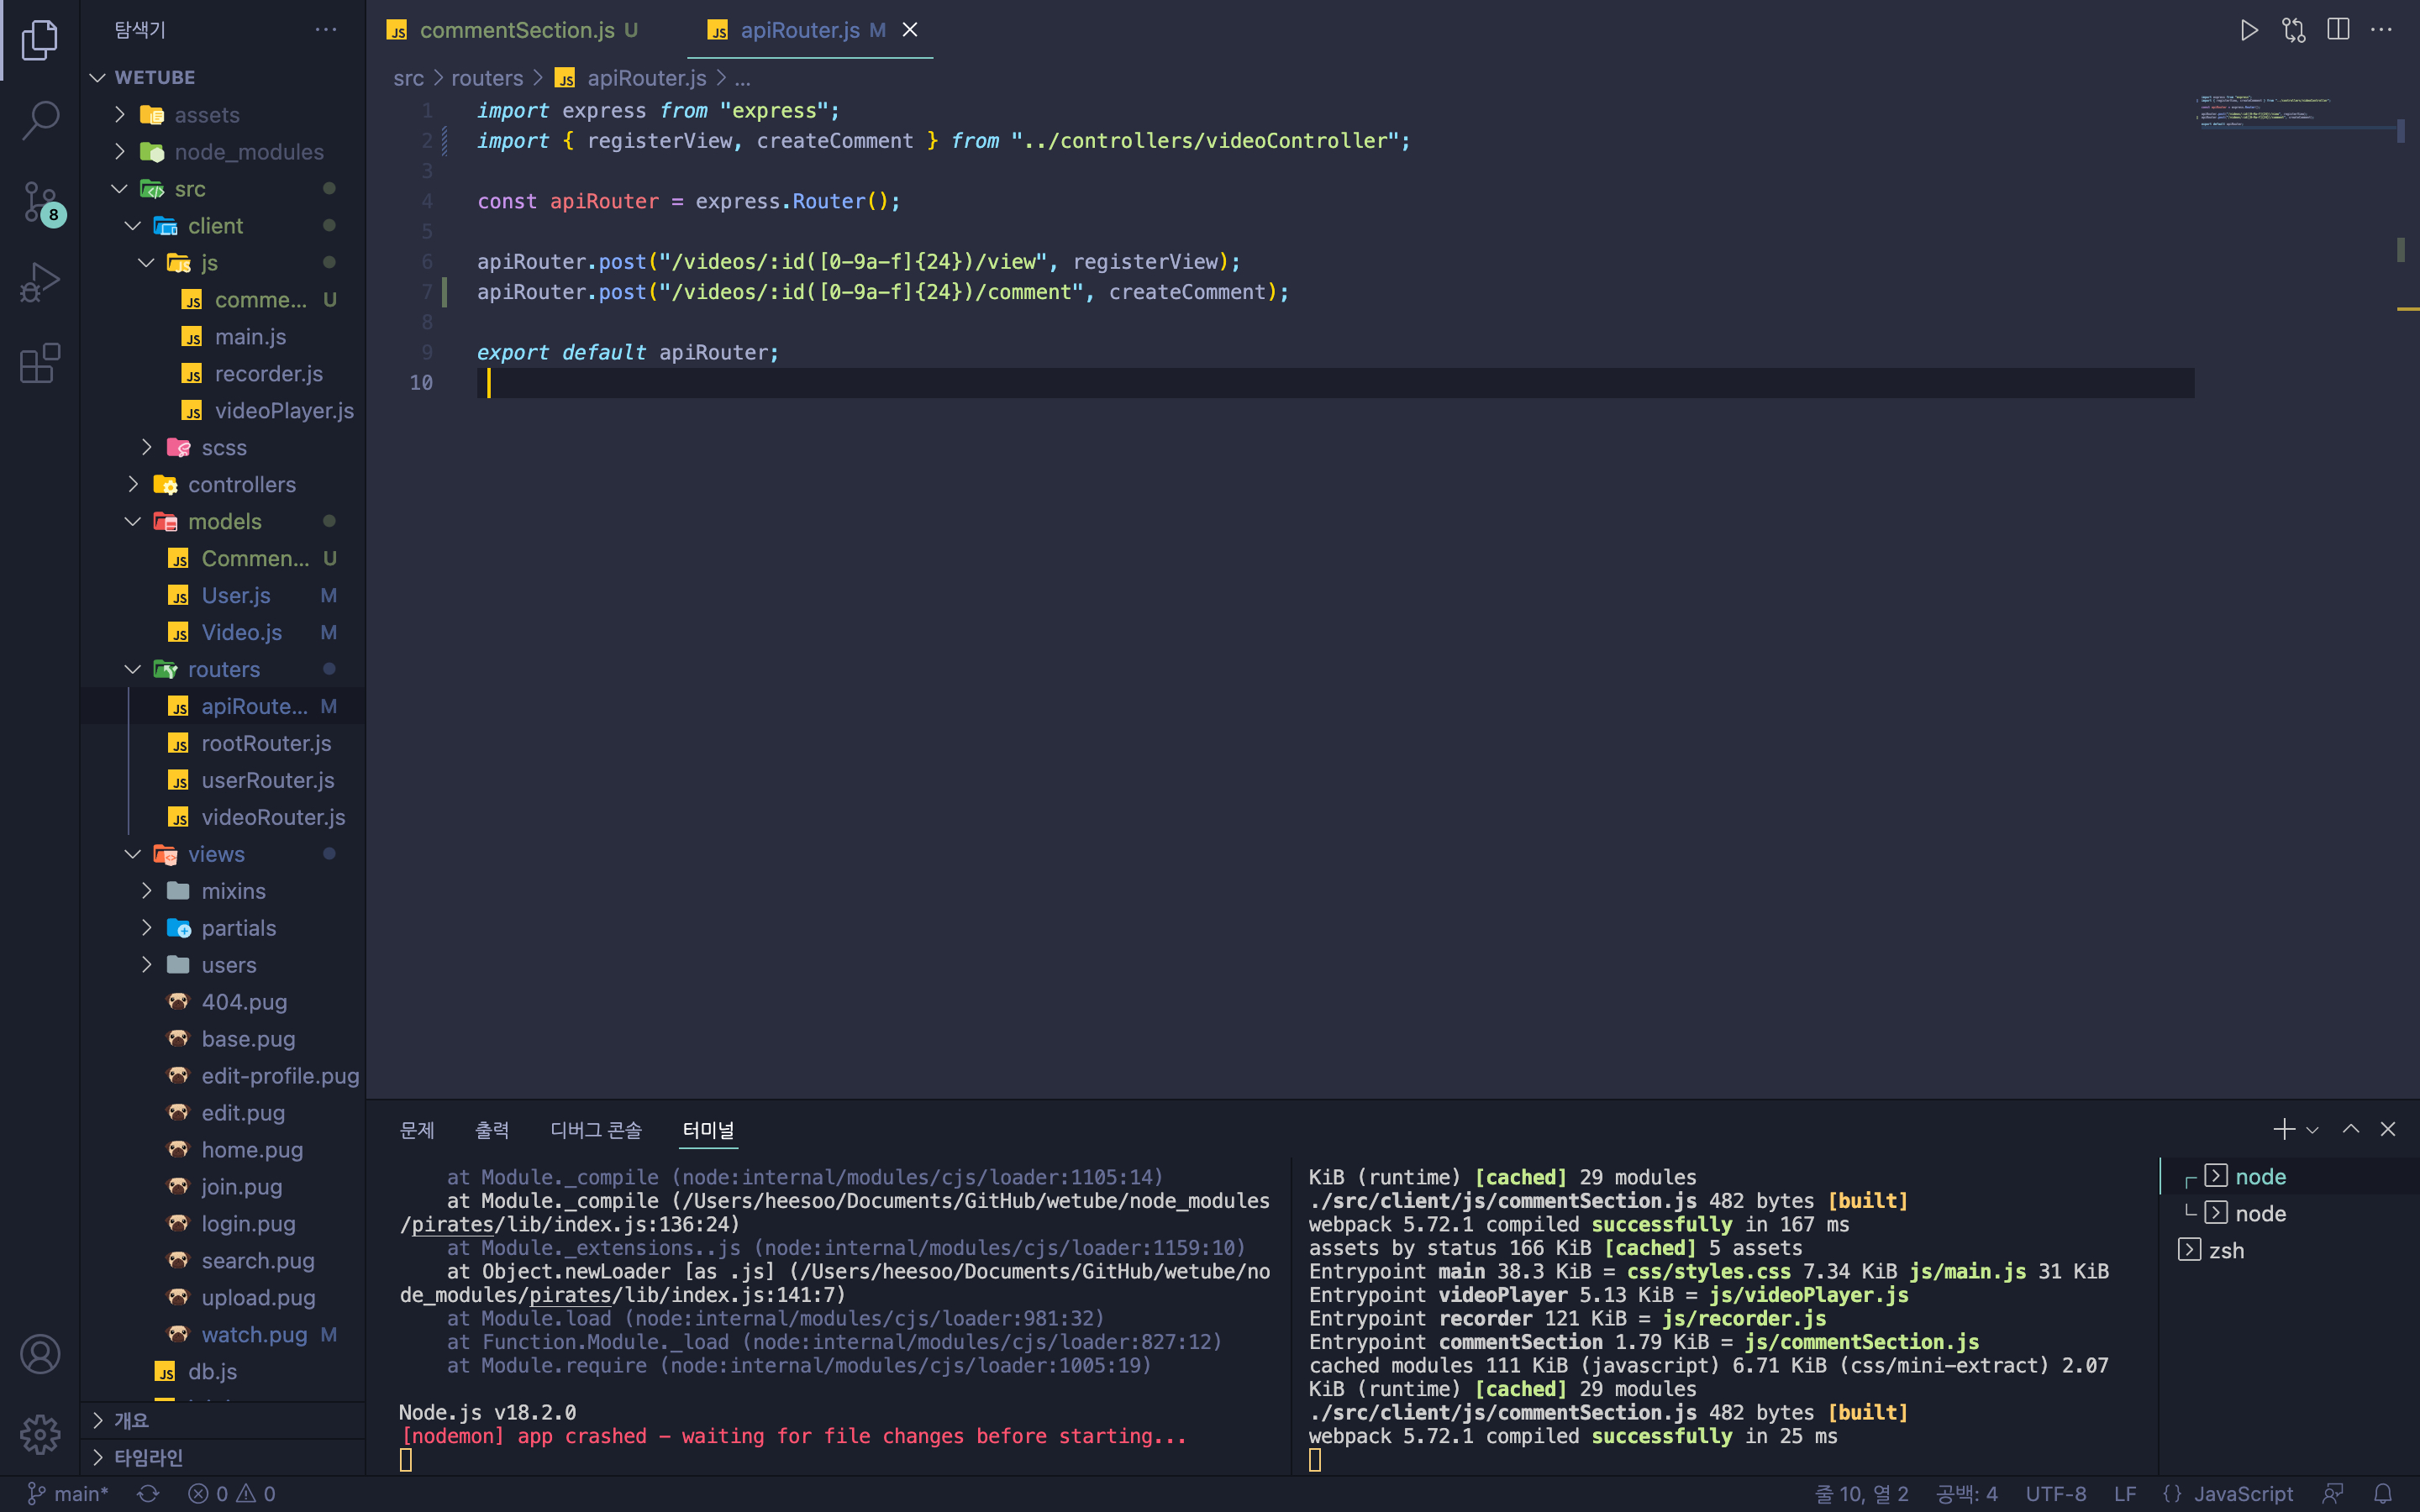 탐색기
WETUBE
assets
node_modules
src
client
js
comme... U
main.js
recorder.js
videoPlayer.js
scss
controllers
models
Commen... U
User.js M
Video.js M
routers
apiRoute... M
rootRouter.js
userRouter.js
videoRouter.js
views
mixins
partials
users
404.pug
base.pug
edit-profile.pug
edit.pug
home.pug
join.pug
login.pug
search.pug
upload.pug
watch.pug M
db.js
개요
타임라인
8
JS commentSection.js U
JS apiRouter.js M
src > routers > JS apiRouter.js > ...
1 import express from "express";
2 import { registerView, createComment } from "../controllers/videoController";
3
4 const apiRouter = express.Router();
5
6 apiRouter.post("/videos/:id([0-9a-f]{24})/view", registerView);
7 apiRouter.post("/videos/:id([0-9a-f]{24})/comment", createComment);
8
9 export default apiRouter;
10
문제 출력 디버그 콘솔 터미널
at Module._compile (node:internal/modules/cjs/loader:1105:14)
at Module._compile (/Users/heesoo/Documents/GitHub/wetube/node_modules
/pirates/lib/index.js:136:24)
at Module._extensions..js (node:internal/modules/cjs/loader:1159:10)
at Object.newLoader [as .js] (/Users/heesoo/Documents/GitHub/wetube/no
de_modules/pirates/lib/index.js:141:7)
at Module.load (node:internal/modules/cjs/loader:981:32)
at Function.Module._load (node:internal/modules/cjs/loader:827:12)
at Module.require (node:internal/modules/cjs/loader:1005:19)
Node.js v18.2.0
[nodemon] app crashed - waiting for file changes before starting...
KiB (runtime) [cached] 29 modules
./src/client/js/commentSection.js 482 bytes [built]
webpack 5.72.1 compiled successfully in 167 ms
assets by status 166 KiB [cached] 5 assets
Entrypoint main 38.3 KiB = css/styles.css 7.34 KiB js/main.js 31 KiB
Entrypoint videoPlayer 5.13 KiB = js/videoPlayer.js
Entrypoint recorder 121 KiB = js/recorder.js
Entrypoint commentSection 1.79 KiB = js/commentSection.js
cached modules 111 KiB (javascript) 6.71 KiB (css/mini-extract) 2.07
KiB (runtime) [cached] 29 modules
./src/client/js/commentSection.js 482 bytes [built]
webpack 5.72.1 compiled successfully in 25 ms
node
node
zsh
main* 0 0 줄 10, 열 2 공백: 4 UTF-8 LF {} JavaScript